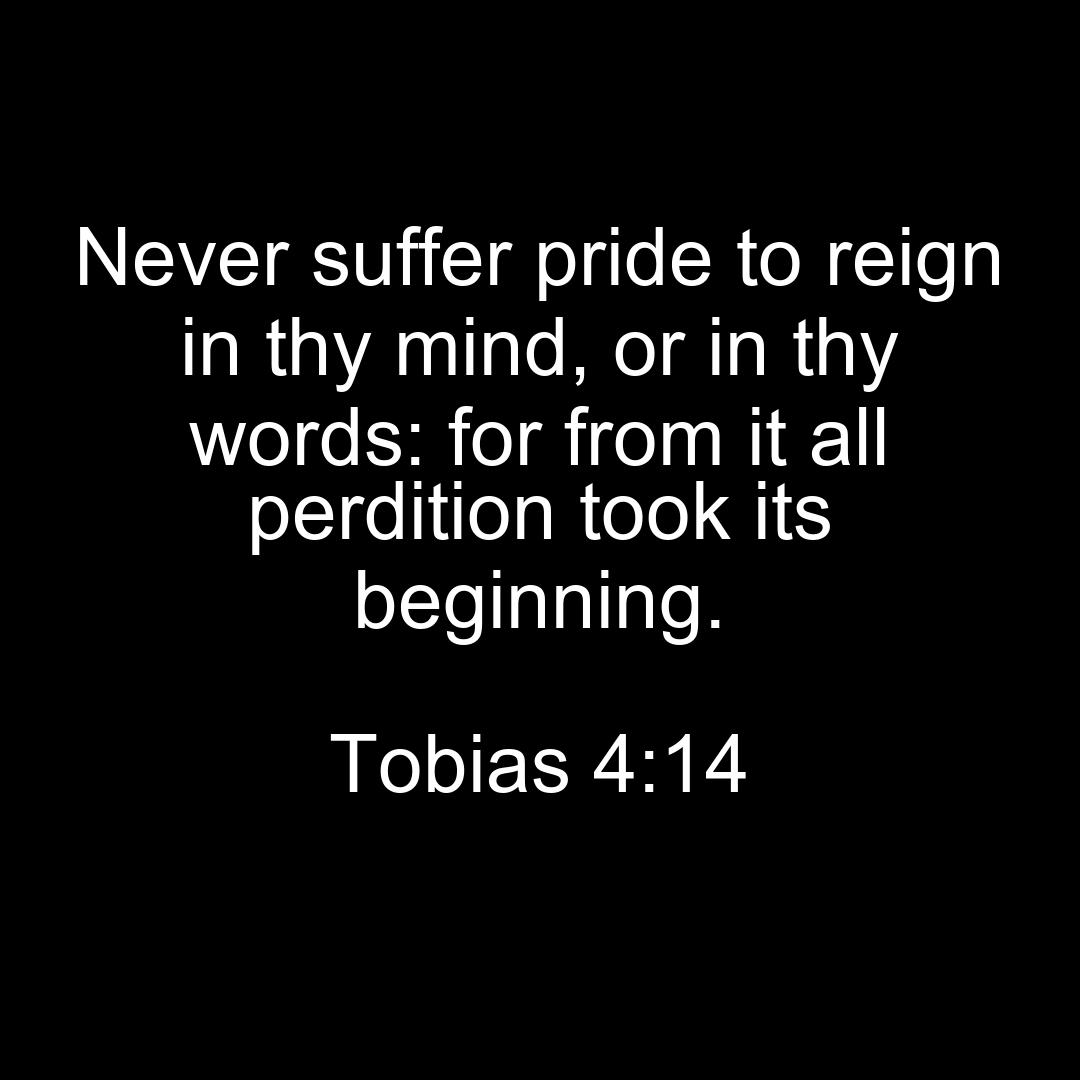 Never suffer pride to reign
in thy mind, or in thy
words: for from it all
perdition took its
beginning.
Tobias 4:14